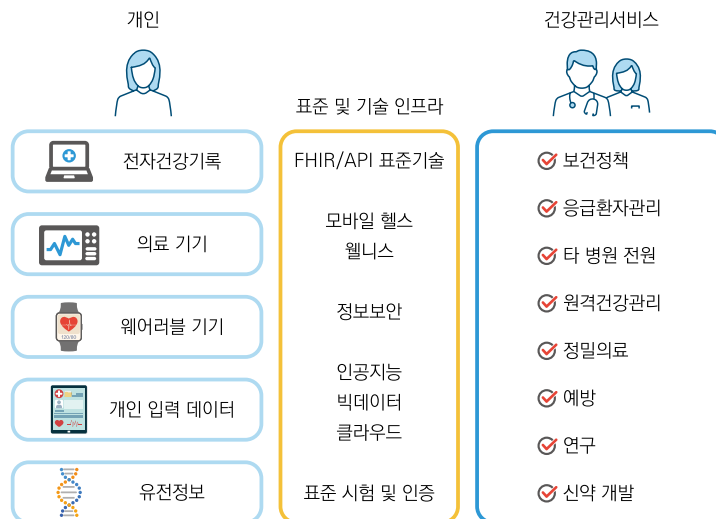 개인
전자건강기록
의료 기기
웨어러블 기기
120/80
개인 입력 데이터
유전정보
표준 및 기술 인프라
FHIR/API 표준기술
모바일 헬스
웰니스
정보보안
인공지능
빅데이터
클라우드
표준 시험 및 인증
건강관리서비스
보건정책
응급환자관리
타 병원 전원
원격건강관리
정밀의료
예방
연구
신약 개발